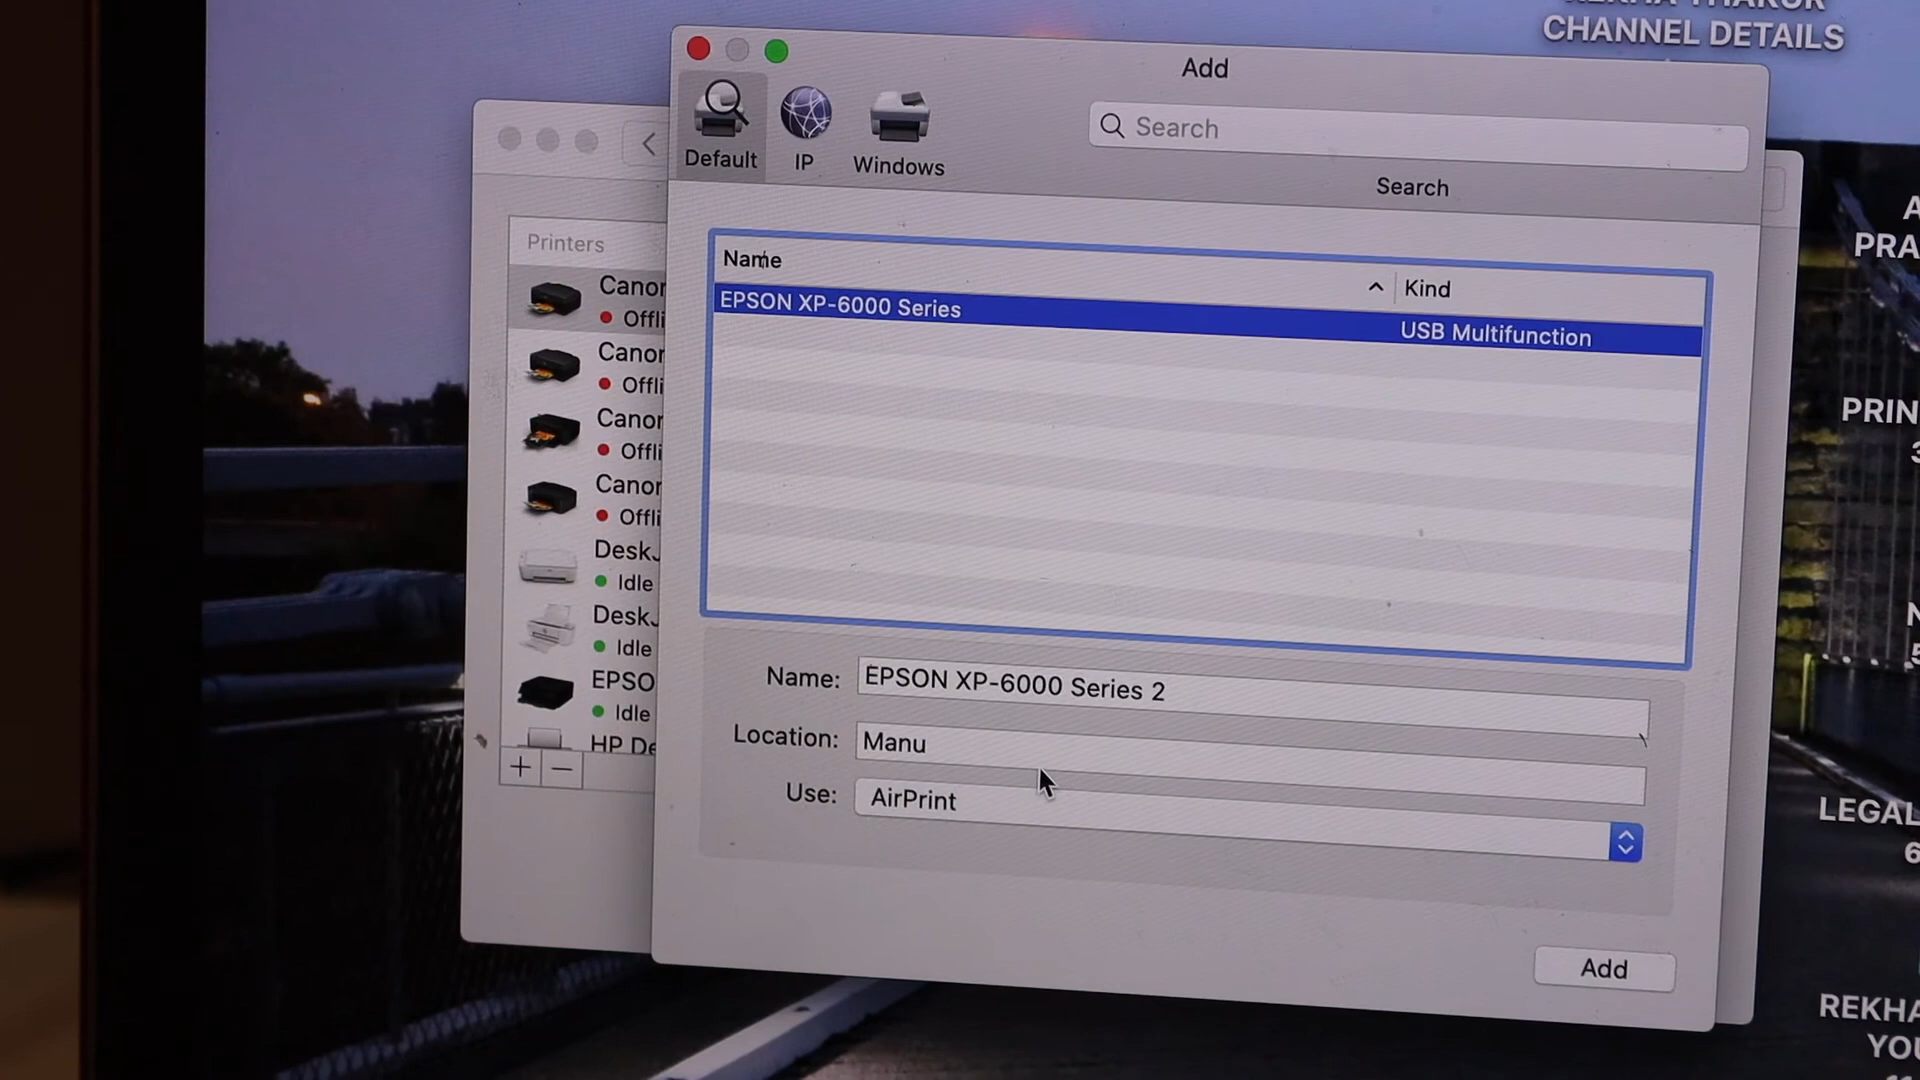 CHANNEL DETAILS
Add
Default
IP
Windows
Search
Search
Printers
Name
Kind
EPSON XP-6000 Series
USB Multifunction
Canon
Offli
Canon
Offli
Canon
Offli
Canon
Offli
DeskJ
Idle
DeskJ
Idle
EPSO
Idle
HP De
Name: EPSON XP-6000 Series 2
Location: Manu
Use: AirPrint
Add
PRA
PRIN
LEGAL
REKHA
YOU